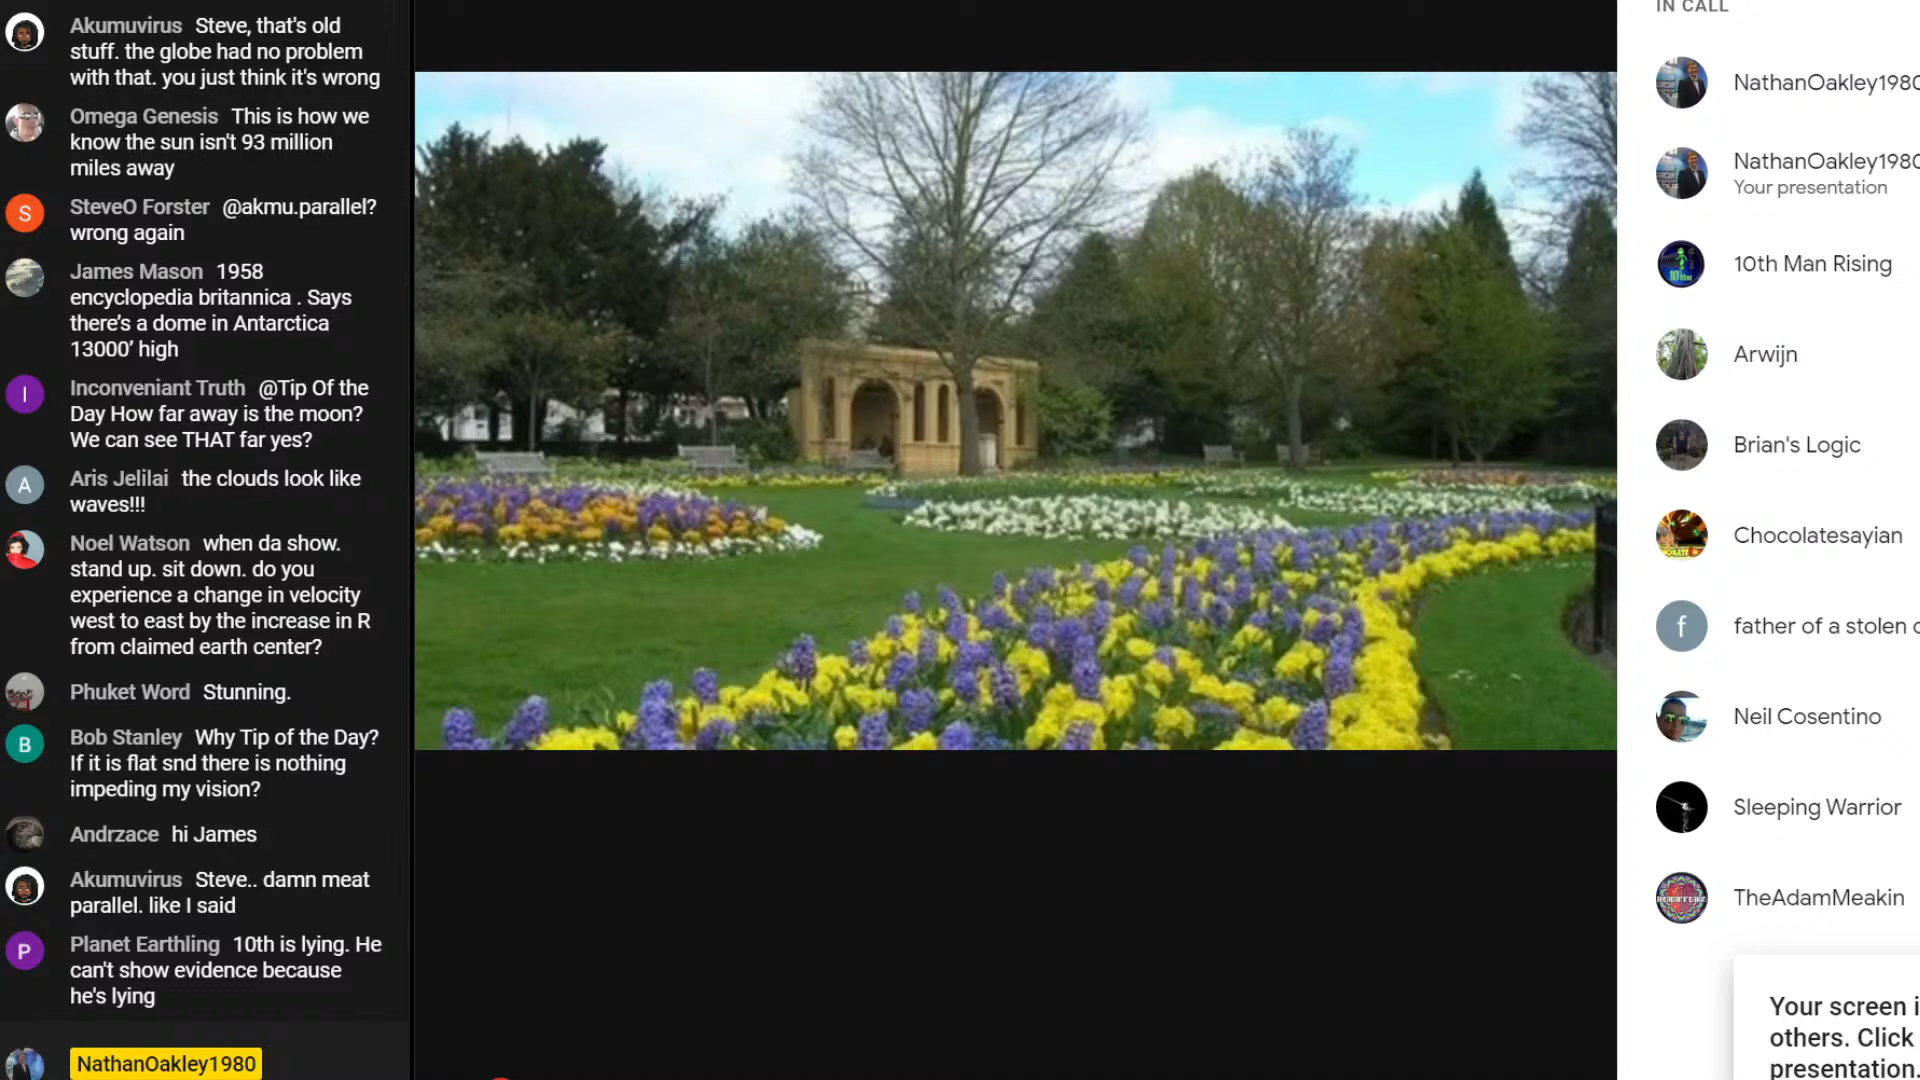 Akumuvirus Steve, that's old
stuff. the globe had no problem
with that. you just think it's wrong
Omega Genesis This is how we
know the sun isn't 93 million
miles away
SteveO Forster @akmu.parallel?
wrong again
James Mason 1958
encyclopedia britannica . Says
there's a dome in Antarctica
13000' high
Inconveniant Truth @Tip Of the
Day How far away is the moon?
We can see THAT far yes?
Aris Jelilai the clouds look like
waves!!!
Noel Watson when da show.
stand up. sit down. do you
experience a change in velocity
west to east by the increase in R
from claimed earth center?
Phuket Word Stunning.
Bob Stanley Why Tip of the Day?
If it is flat snd there is nothing
impeding my vision?
Andrzace hi James
Akumuvirus Steve.. damn meat
parallel. like I said
Planet Earthling 10th is lying. He
can't show evidence because
he's lying
NathanOakley1980
IN CALL
NathanOakley1980
NathanOakley1980
Your presentation
10th Man Rising
Arwijn
Brian's Logic
Chocolatesayian
father of a stolen
Neil Cosentino
Sleeping Warrior
TheAdamMeakin
Your screen i
others. Click
presentation.
S
I
A
B
P
f